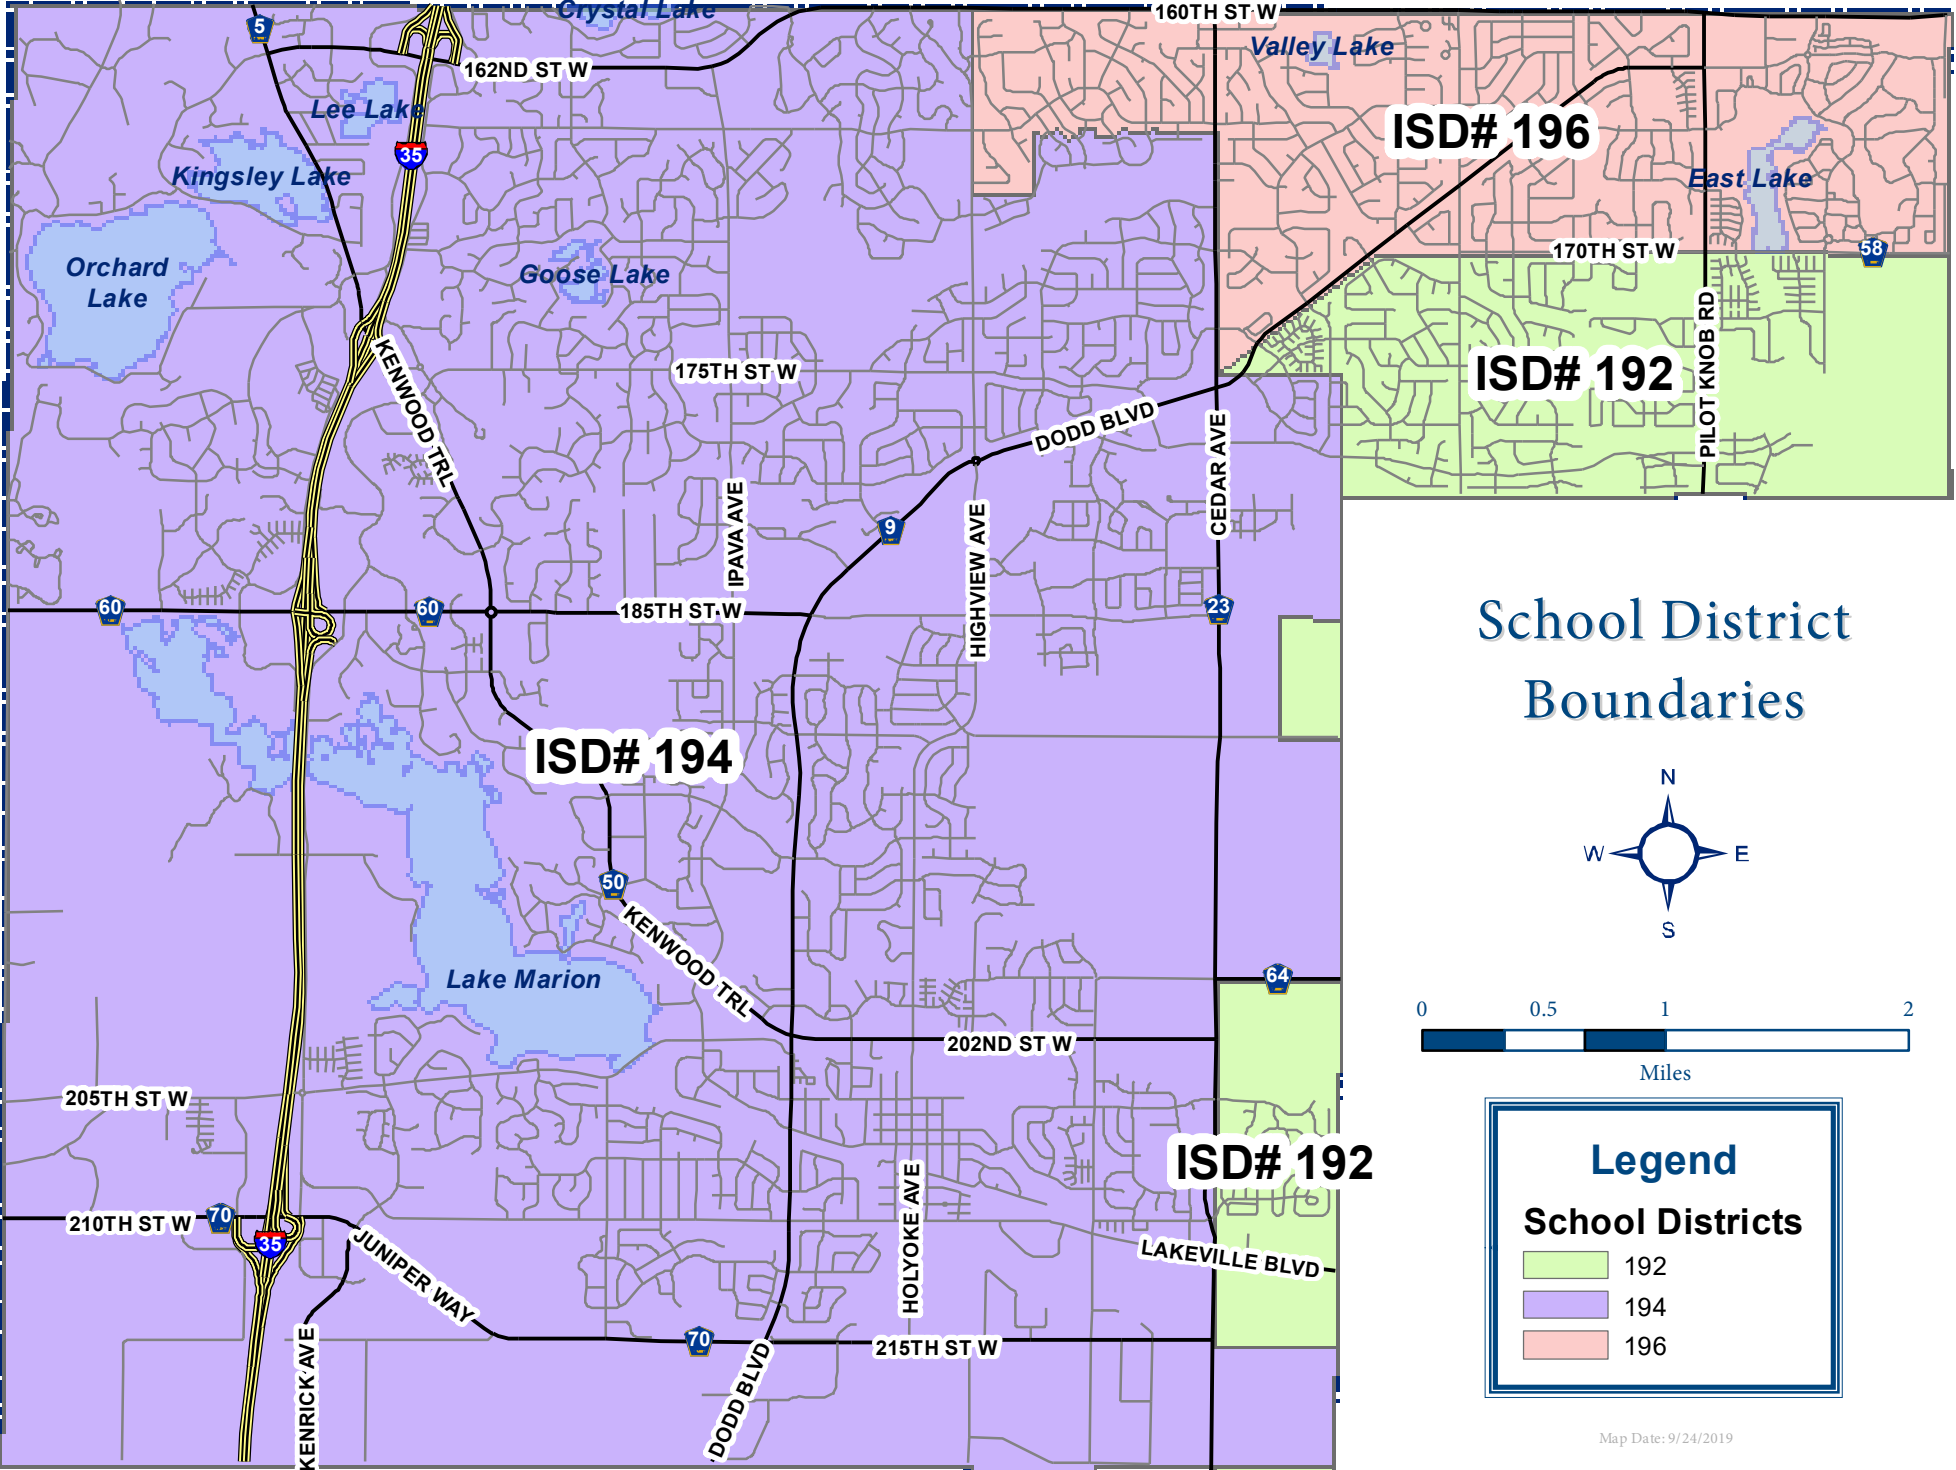 Crystal Lake
160TH ST W
5
162ND ST W
Valley Lake
Lee Lake
35
ISD# 196
Kingsley Lake
East Lake
Orchard
Lake
Goose Lake
170TH ST W
58
KENWOOD TRL
175TH ST W
ISD# 192
PILOT KNOB RD
DODD BLVD
CEDAR AVE
IPAVA AVE
9
HIGHVIEW AVE
60
60
185TH ST W
23
School District
Boundaries
ISD# 194
N
W
E
S
50
KENWOOD TRL
Lake Marion
64
0
0.5
1
2
Miles
202ND ST W
205TH ST W
ISD# 192
Legend
School Districts
192
194
196
70
210TH ST W
35
JUNIPER WAY
HOLYOKE AVE
LAKEVILLE BLVD
70
215TH ST W
KENRICK AVE
DODD BLVD
Map Date: 9/24/2019